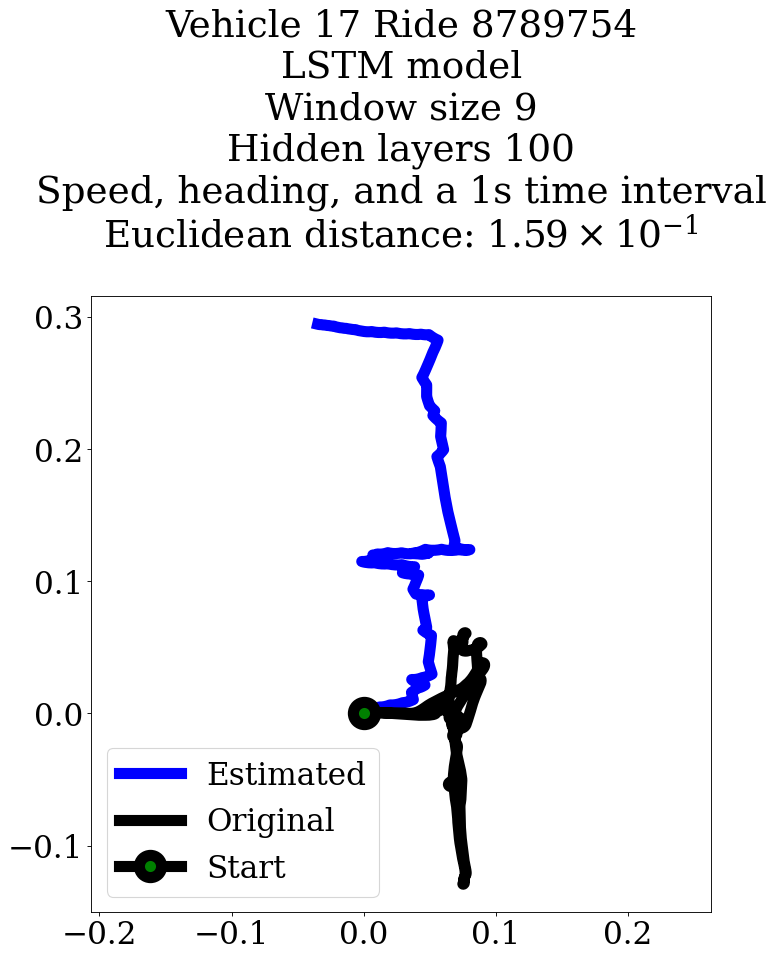 Vehicle 17 Ride 8789754
LSTM model
Window size 9
Hidden layers 100
Speed, heading, and a 1s time interval
Euclidean distance: 1.59 × 10⁻¹
0.3
0.2
0.1
0.0
−0.1
Estimated
Original
Start
−0.2
−0.1
0.0
0.1
0.2